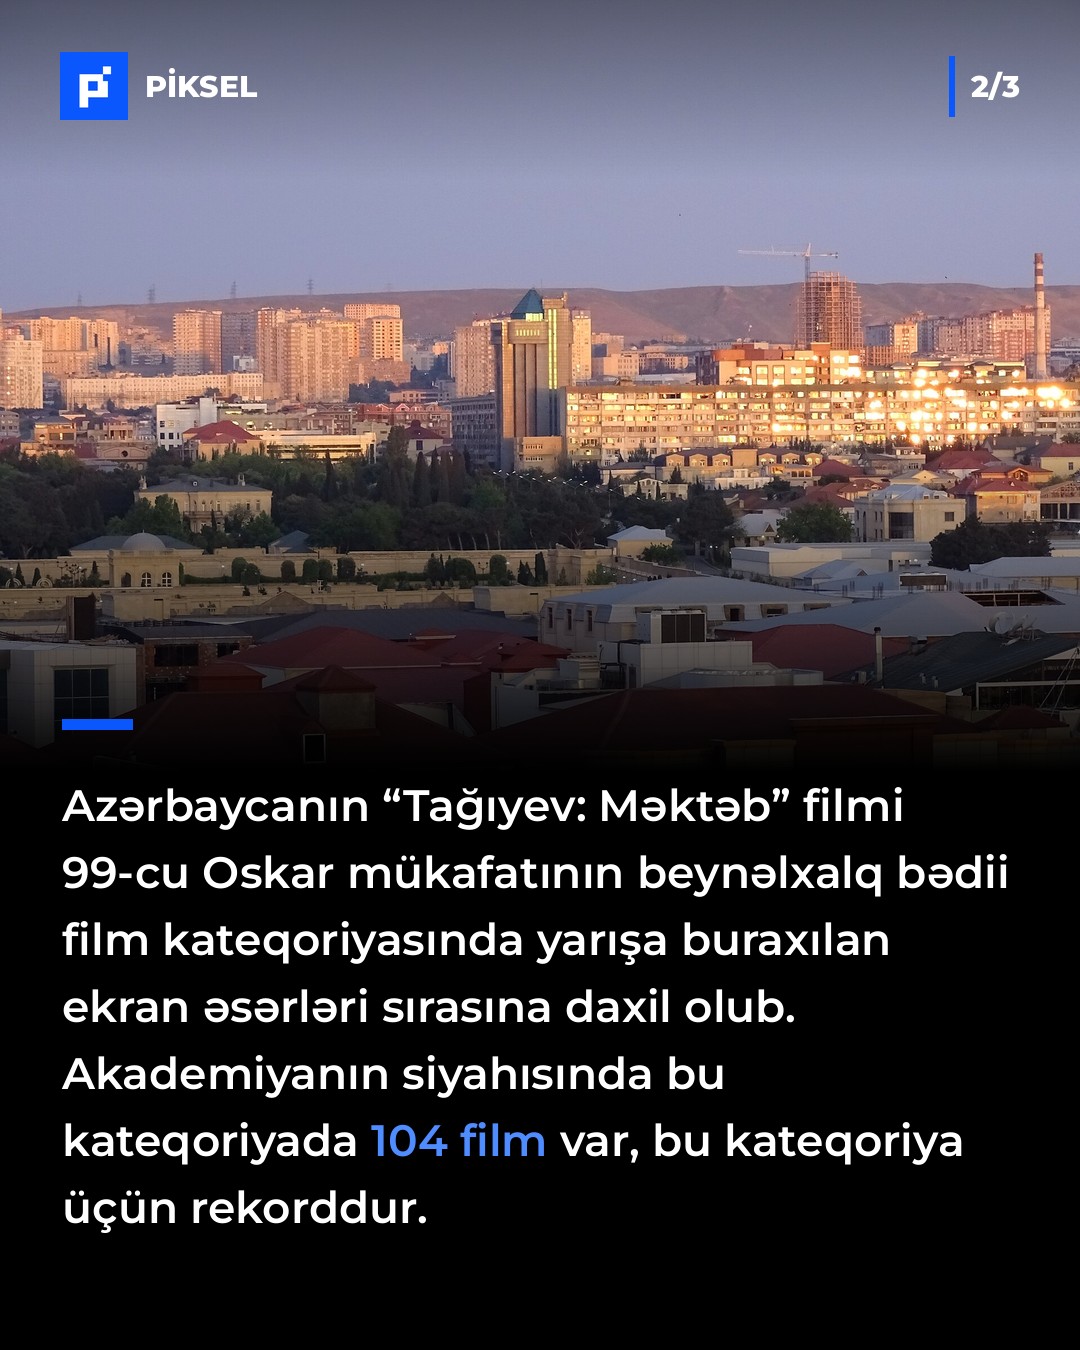 PİKSEL
2/3
Azərbaycanın “Tağıyev: Məktəb” filmi
99-cu Oskar mükafatının beynəlxalq bədii
film kateqoriyasında yarışa buraxılan
ekran əsərləri sırasına daxil olub.
Akademiyanın siyahısında bu
kateqoriyada 104 film var, bu kateqoriya
üçün rekorddur.